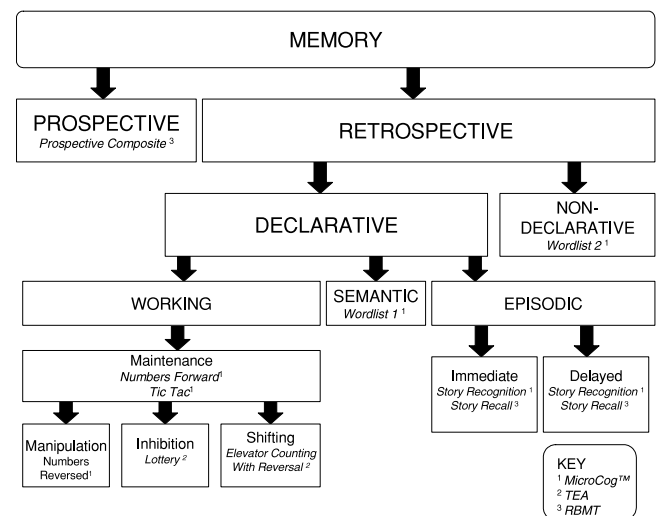 MEMORY
PROSPECTIVE
Prospective Composite ³
RETROSPECTIVE
DECLARATIVE
NON-
DECLARATIVE
Wordlist 2 ¹
WORKING
SEMANTIC
Wordlist 1 ¹
EPISODIC
Maintenance
Numbers Forward¹
Tic Tac¹
Immediate
Story Recognition ¹
Story Recall ³
Delayed
Story Recognition ¹
Story Recall ³
Manipulation
Numbers
Reversed¹
Inhibition
Lottery ²
Shifting
Elevator Counting
With Reversal ²
KEY
¹ MicroCog™
² TEA
³ RBMT